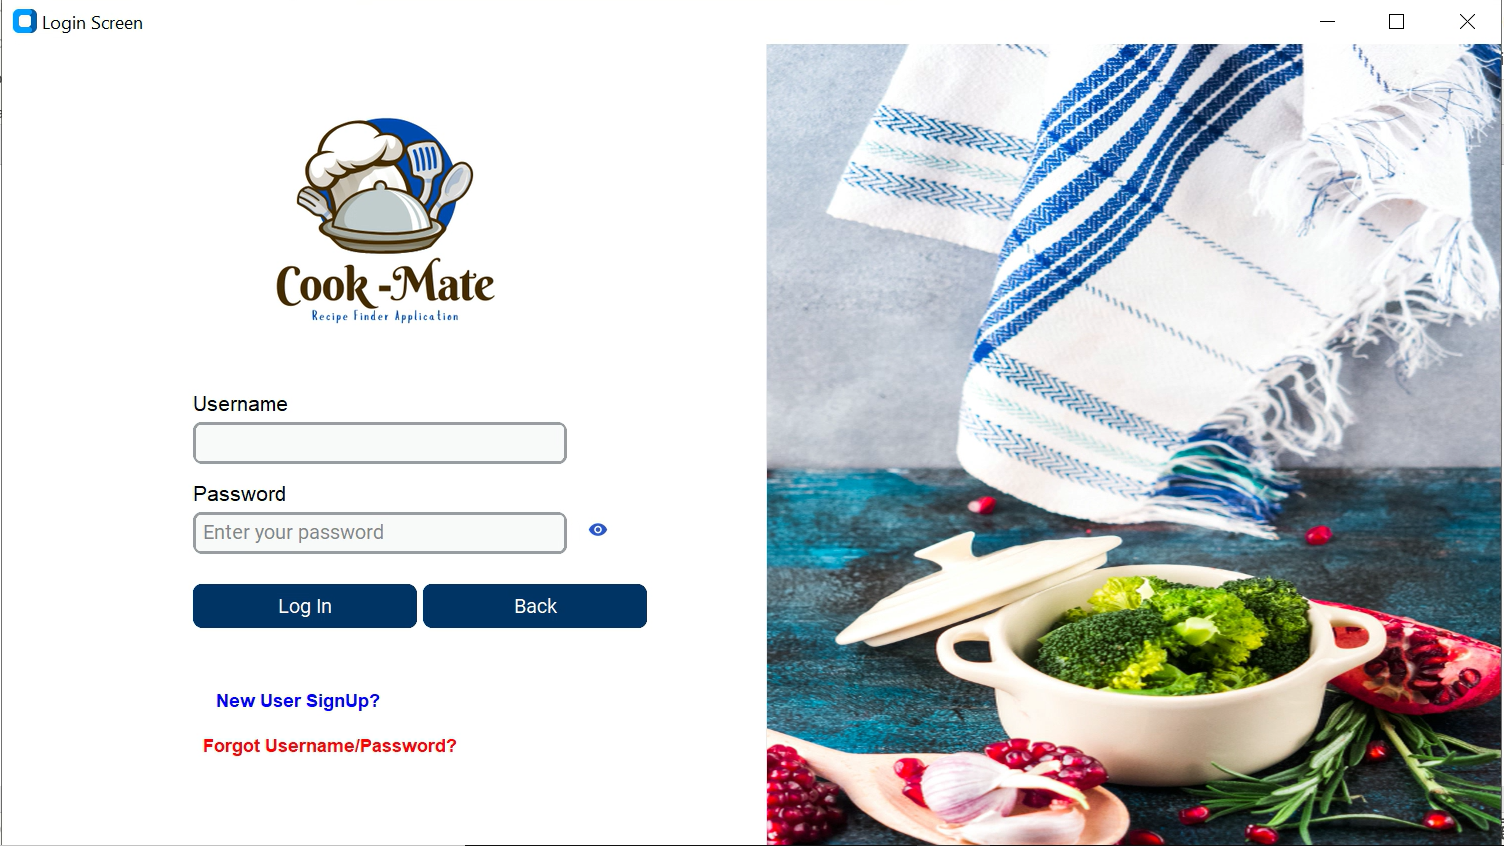 Login Screen
Cook-Mate
Recipe Finder Application
Username
Password
Enter your password
Log In
Back
New User SignUp?
Forgot Username/Password?